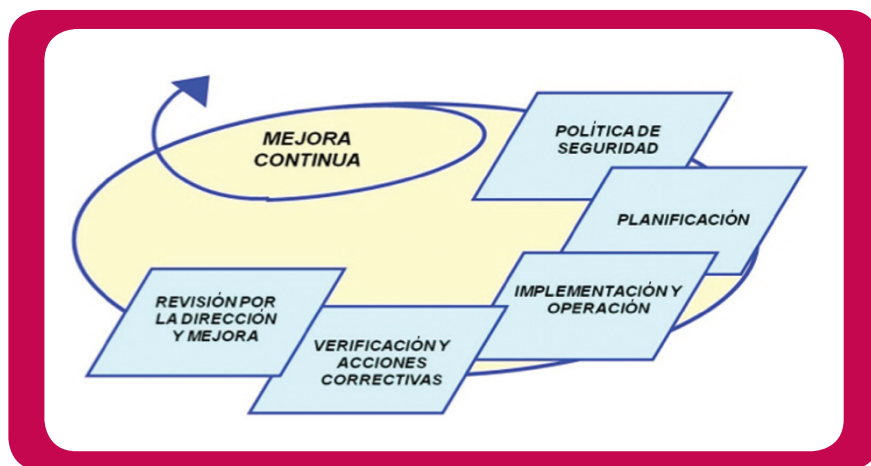 MEJORA
CONTINUA
POLÍTICA DE
SEGURIDAD
PLANIFICACIÓN
IMPLEMENTACIÓN Y
OPERACIÓN
VERIFICACIÓN Y
ACCIONES
CORRECTIVAS
REVISIÓN POR
LA DIRECCIÓN
Y MEJORA